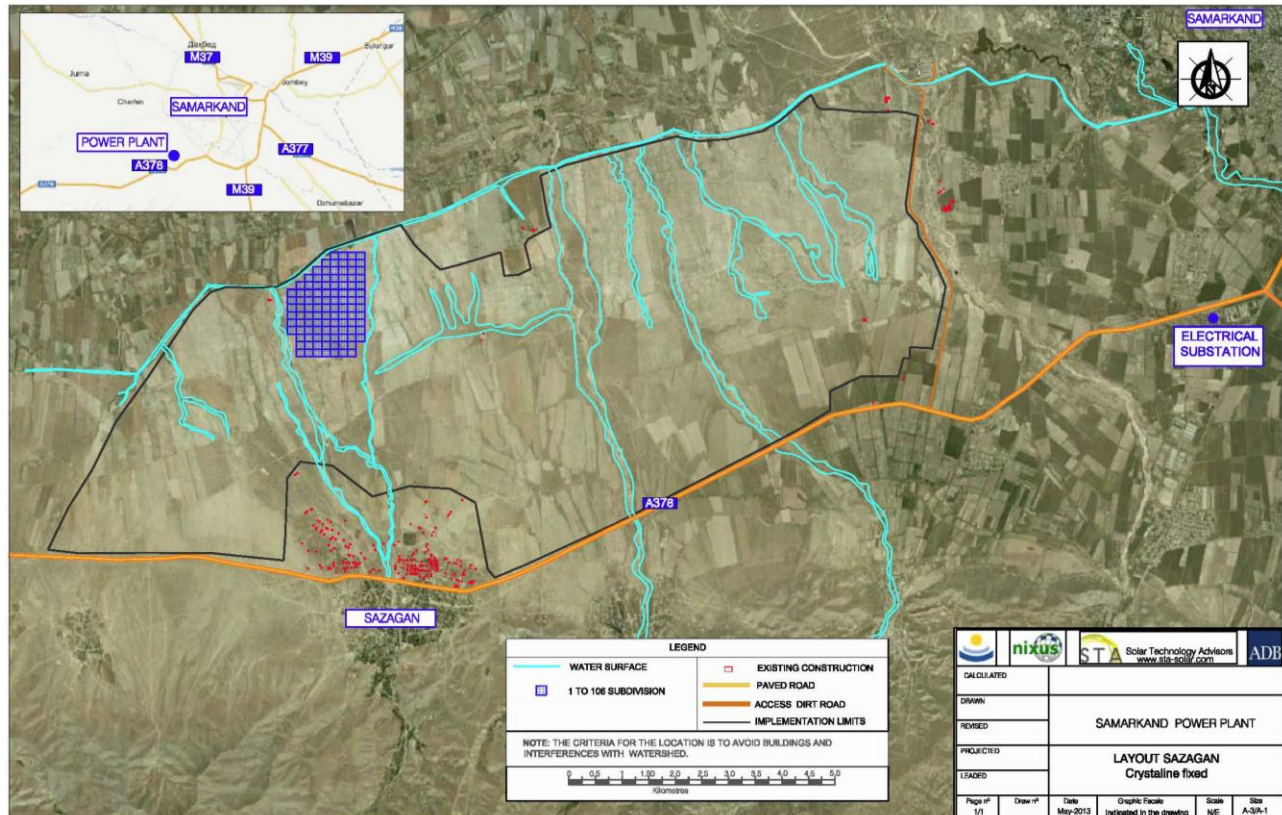 SAMARKAND
Дахбед
M37
M39
Bulungur
Juma
Jomboy
Charlen
SAMARKAND
POWER PLANT
A378
A377
M39
Dzhumabazar
N
ELECTRICAL
SUBSTATION
A378
SAZAGAN
LEGEND
WATER SURFACE
EXISTING CONSTRUCTION
1 TO 106 SUBDIVISION
PAVED ROAD
ACCESS DIRT ROAD
IMPLEMENTATION LIMITS
NOTE: THE CRITERIA FOR THE LOCATION IS TO AVOID BUILDINGS AND
INTERFERENCES WITH WATERSHED.
0 0,5 1 1,50 2,0 2,5 3,0 3,5 4,0 4,5 5,0
Kilometres
nixus
STA Solar Technology Advisors
www.sta-solar.com
ADB
CALCULATED
DRAWN
REVISED
SAMARKAND POWER PLANT
PROJECTED
LAYOUT SAZAGAN
LEADED
Crystaline fixed
Page nº Draw nº Date Graphic Escale Scale Size
1/1 May-2013 Indicated in the drawing N/E A-3/A-1